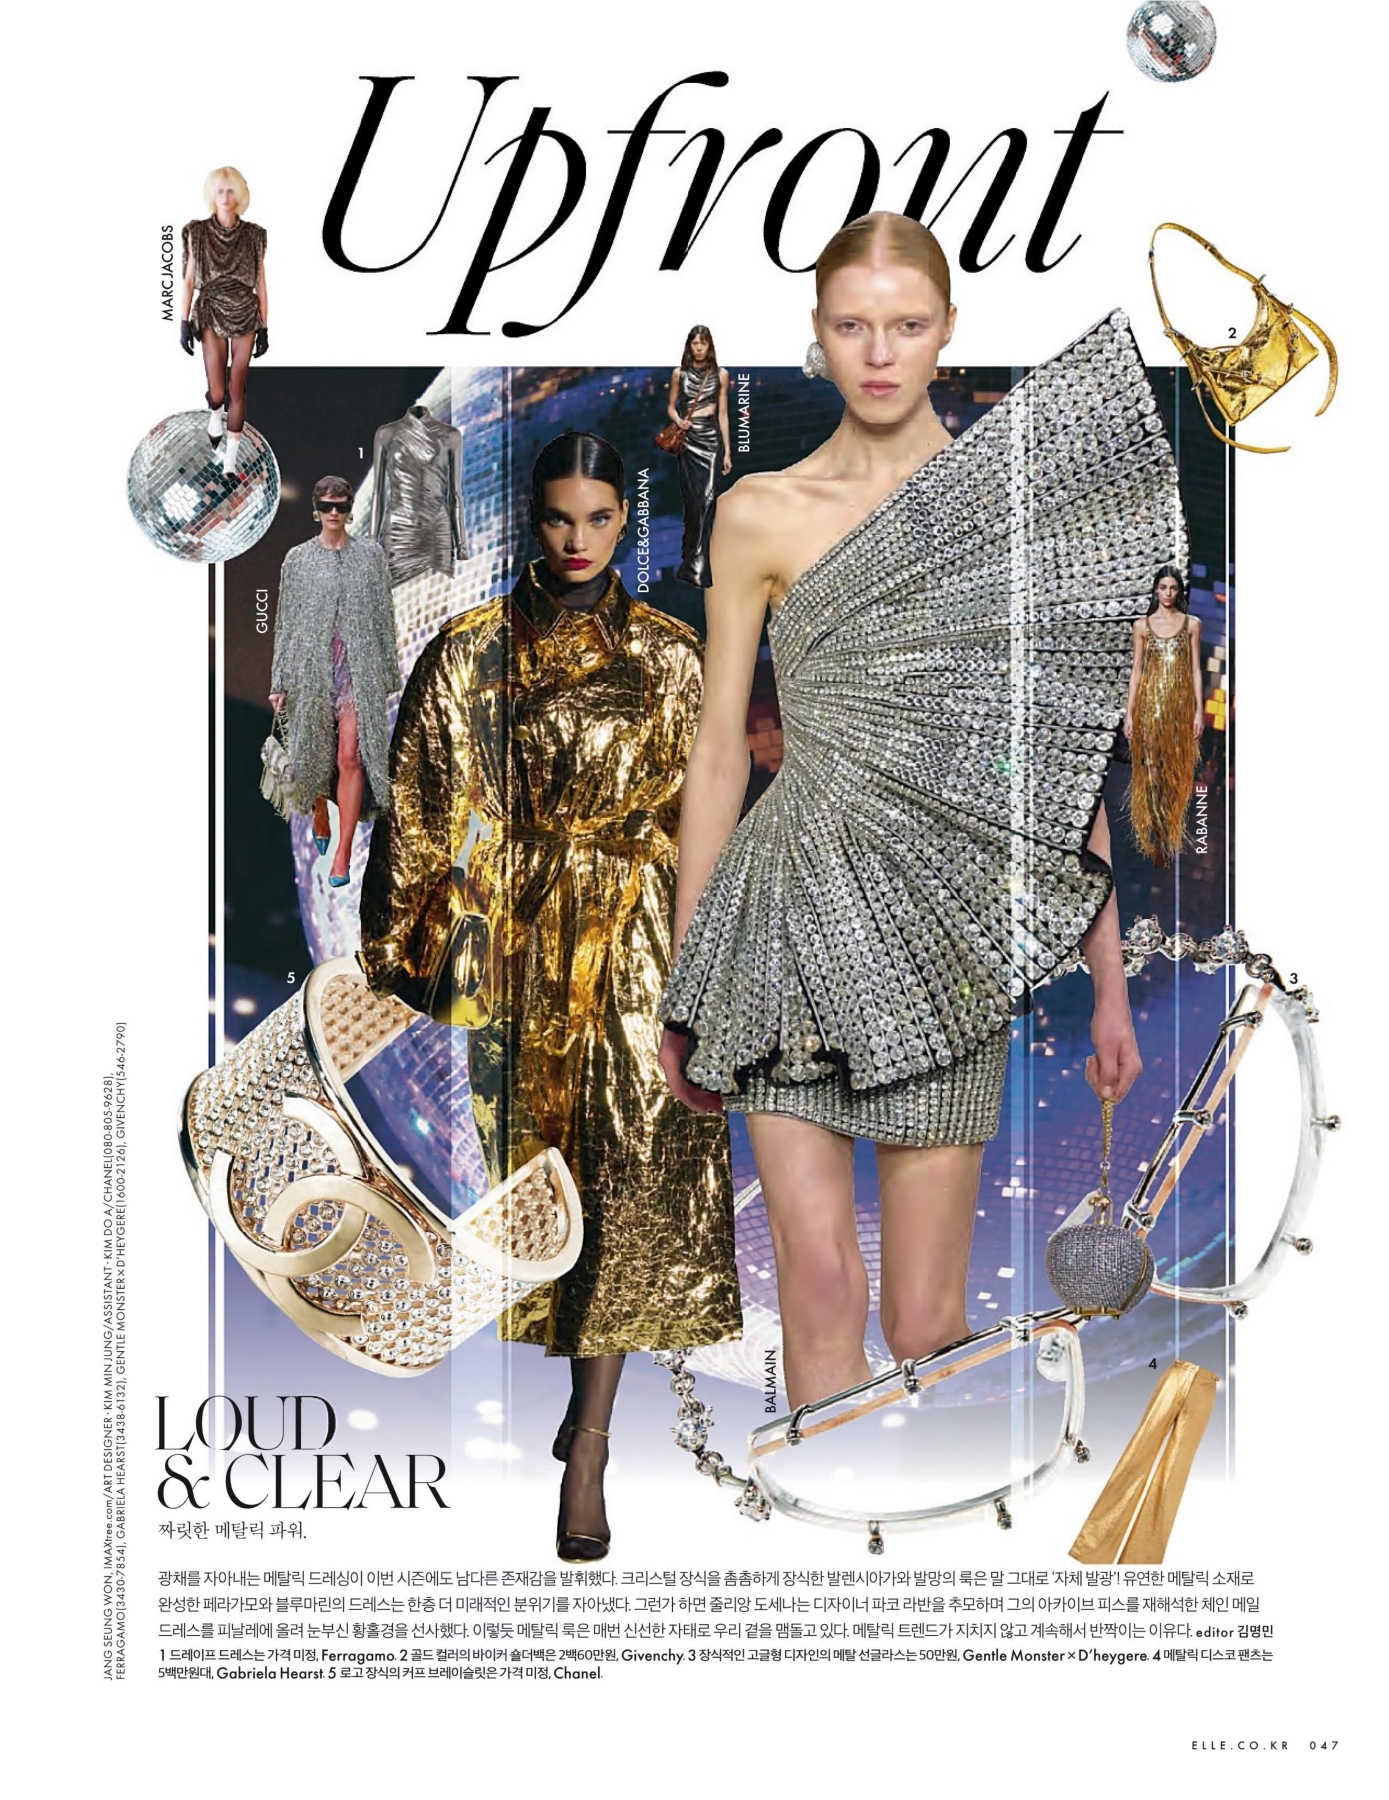 Upfront
MARC JACOBS
2
BLUMARINE
1
DOLCE&GABBANA
GUCCI
RABANNE
5
3
BALMAIN
4
LOUD
& CLEAR
짜릿한 메탈릭 파워.
광채를 자아내는 메탈릭 드레싱이 이번 시즌에도 남다른 존재감을 발휘했다. 크리스털 장식을 촘촘하게 장식한 발렌시아가와 발망의 룩은 말 그대로 ‘자체 발광’! 유연한 메탈릭 소재로
완성한 페라가모와 블루마린의 드레스는 한층 더 미래적인 분위기를 자아냈다. 그런가 하면 줄리앙 도세나는 디자이너 파코 라반을 추모하며 그의 아카이브 피스를 재해석한 체인 메일
드레스를 피날레에 올려 눈부신 황홀경을 선사했다. 이렇듯 메탈릭 룩은 매번 신선한 자태로 우리 곁을 맴돌고 있다. 메탈릭 트렌드가 지치지 않고 계속해서 반짝이는 이유다. editor 김명민
1 드레이프 드레스는 가격 미정, Ferragamo. 2 골드 컬러의 바이커 숄더백은 2백60만원, Givenchy. 3 장식적인 고글형 디자인의 메탈 선글라스는 50만원, Gentle Monster × D’heygere. 4 메탈릭 디스코 팬츠는
5백만원대, Gabriela Hearst. 5 로고 장식의 커프 브레이슬릿은 가격 미정, Chanel.
JANG SEUNG WON, IMAXtree.com/ART DESIGNER · KIM MIN JUNG/ASSISTANT · KIM DO A/CHANEL(080-805-9628),
FERRAGAMO(3430-7854), GABRIELA HEARST(3438-6132), GENTLE MONSTER×D'HEYGERE(1600-2126), GIVENCHY(546-2790)
ELLE.CO.KR 047